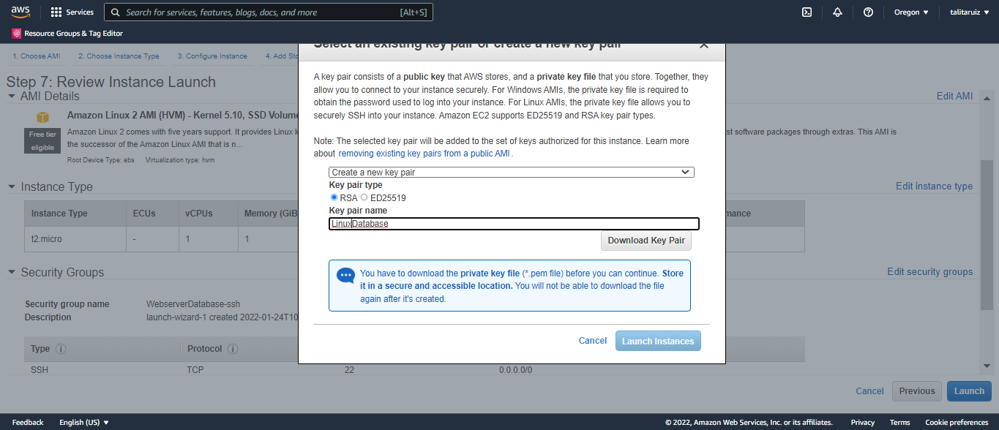 aws
Services
Search for services, features, blogs, docs, and more
[Alt+S]
Oregon
talitaruiz
Resource Groups & Tag Editor
1. Choose AMI
2. Choose Instance Type
3. Configure Instance
4. Add Sto
Step 7: Review Instance Launch
AMI Details
Edit AMI
Amazon Linux 2 AMI (HVM) - Kernel 5.10, SSD Volum
Free tier
eligible
Amazon Linux 2 comes with five years support. It provides Linux k
st software packages through extras. This AMI is
the successor of the Amazon Linux AMI that is n...
Root Device Type: ebs
Virtualization type: hvm
Instance Type
Edit instance type
Instance Type
ECUs
vCPUs
Memory (GiB
mance
t2.micro
-
1
1
Security Groups
Edit security groups
Security group name
WebserverDatabase-ssh
Description
launch-wizard-1 created 2022-01-24T10
Type
Protocol
SSH
TCP
22
0.0.0.0/0
Select an existing key pair or create a new key pair
A key pair consists of a public key that AWS stores, and a private key file that you store. Together, they
allow you to connect to your instance securely. For Windows AMIs, the private key file is required to
obtain the password used to log into your instance. For Linux AMIs, the private key file allows you to
securely SSH into your instance. Amazon EC2 supports ED25519 and RSA key pair types.
Note: The selected key pair will be added to the set of keys authorized for this instance. Learn more
about removing existing key pairs from a public AMI.
Create a new key pair
Key pair type
RSA
ED25519
Key pair name
LinuxDatabase
Download Key Pair
You have to download the private key file (*.pem file) before you can continue. Store
it in a secure and accessible location. You will not be able to download the file
again after it's created.
Cancel
Launch Instances
Cancel
Previous
Launch
Feedback
English (US)
© 2022, Amazon Web Services, Inc. or its affiliates.
Privacy
Terms
Cookie preferences